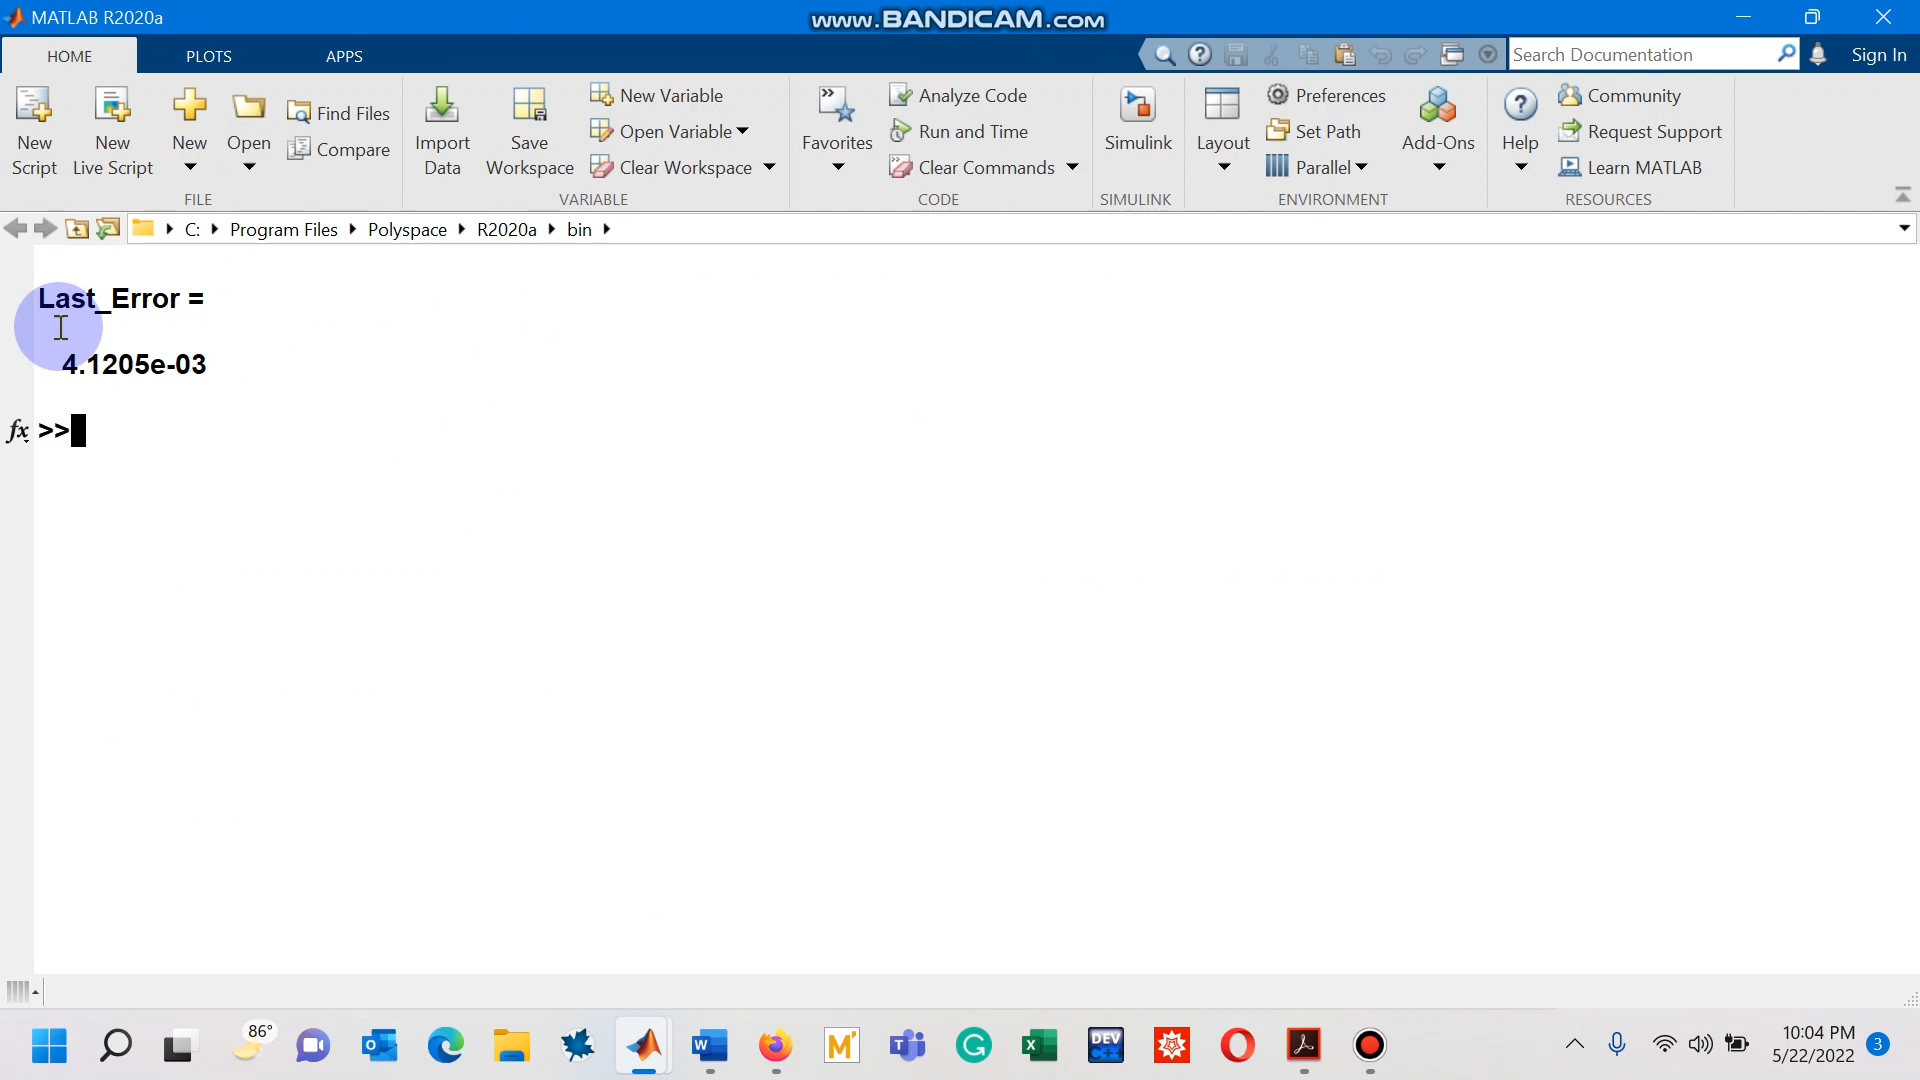 MATLAB R2020a
www.BANDICAM.com
HOME
PLOTS
APPS
Search Documentation
Sign In
New Script
New Live Script
New
Open
Find Files
Compare
FILE
Import Data
Save Workspace
New Variable
Open Variable
Clear Workspace
VARIABLE
Favorites
Analyze Code
Run and Time
Clear Commands
CODE
Simulink
SIMULINK
Layout
Preferences
Set Path
Parallel
Add-Ons
ENVIRONMENT
Help
Community
Request Support
Learn MATLAB
RESOURCES
C: Program Files Polyspace R2020a bin
Last_Error =
4.1205e-03
fx >>
86°
DEV C++
10:04 PM
5/22/2022
3